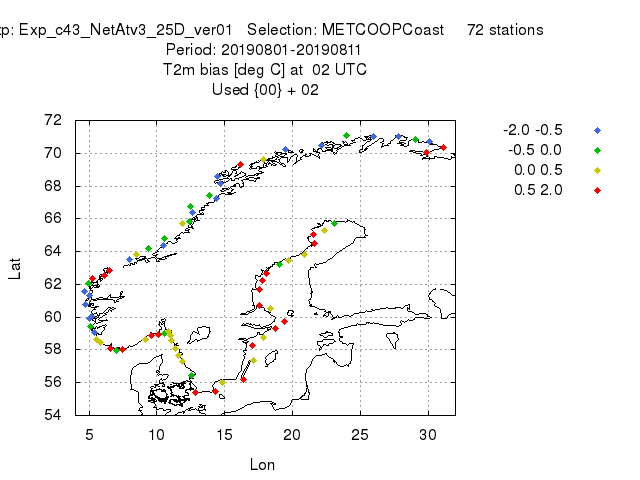 p: Exp_c43_NetAtv3_25D_ver01 Selection: METCOOPCoast 72 stations
Period: 20190801-20190811
T2m bias [deg C] at 02 UTC
Used {00} + 02
72
70
68
66
64
62
60
58
56
54
5 10 15 20 25 30
Lat
Lon
-2.0 -0.5
-0.5 0.0
0.0 0.5
0.5 2.0